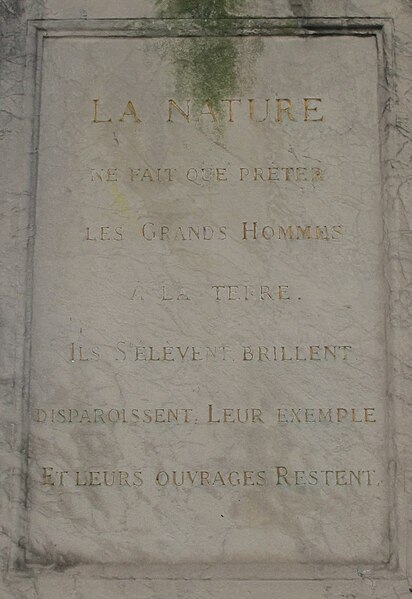 LA NATURE
NE FAIT QUE PRÊTER
LES GRANDS HOMMES
A LA TERRE.
ILS S'ELÈVENT, BRILLENT,
DISPAROISSENT, LEUR EXEMPLE
ET LEURS OUVRAGES RESTENT.